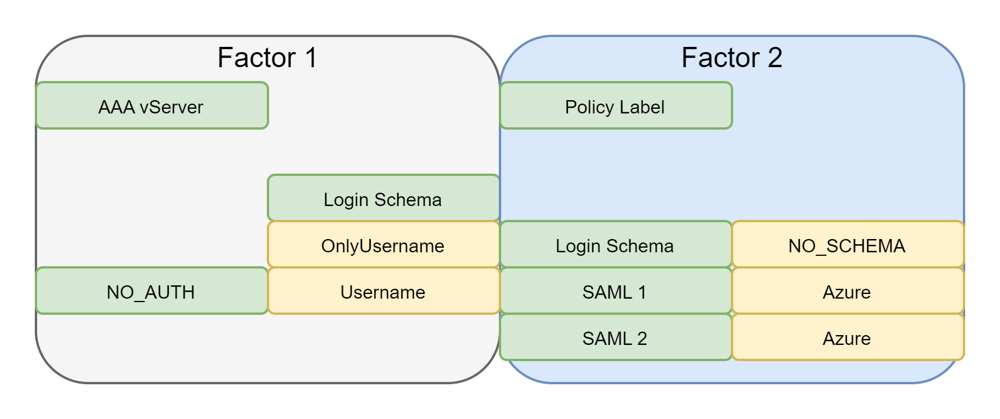 Factor 1
Factor 2
AAA vServer
Policy Label
Login Schema
OnlyUsername
Login Schema
NO_SCHEMA
NO_AUTH
Username
SAML 1
Azure
SAML 2
Azure